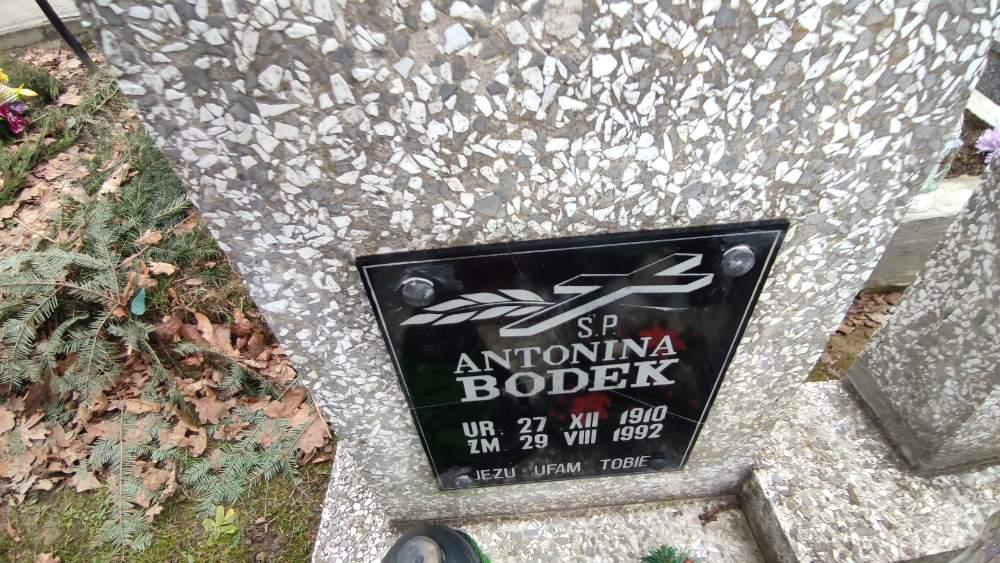 S.P.
ANTONINA
BODEK
UR. 27 XII 1910
ZM 29 VIII 1992
JEZU UFAM TOBIE